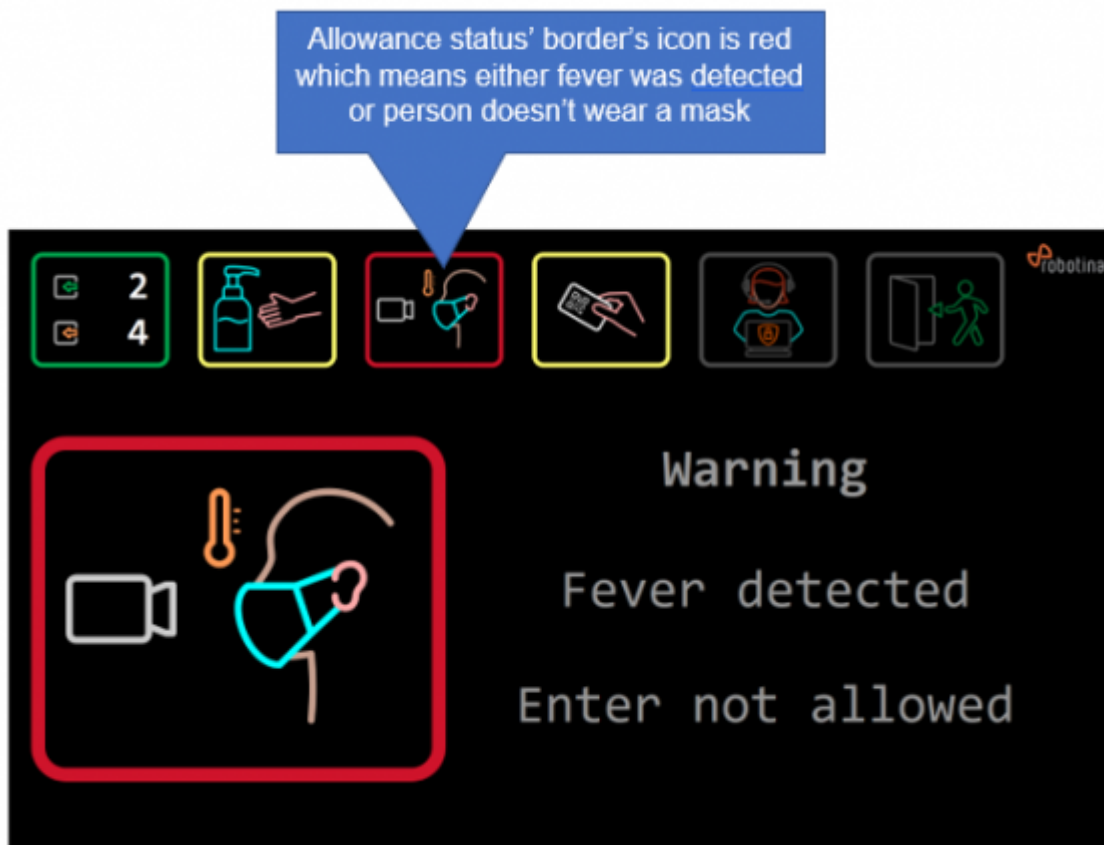 Allowance status' border's icon is red
which means either fever was detected
or person doesn't wear a mask
2
4
robotina
Warning
Fever detected
Enter not allowed